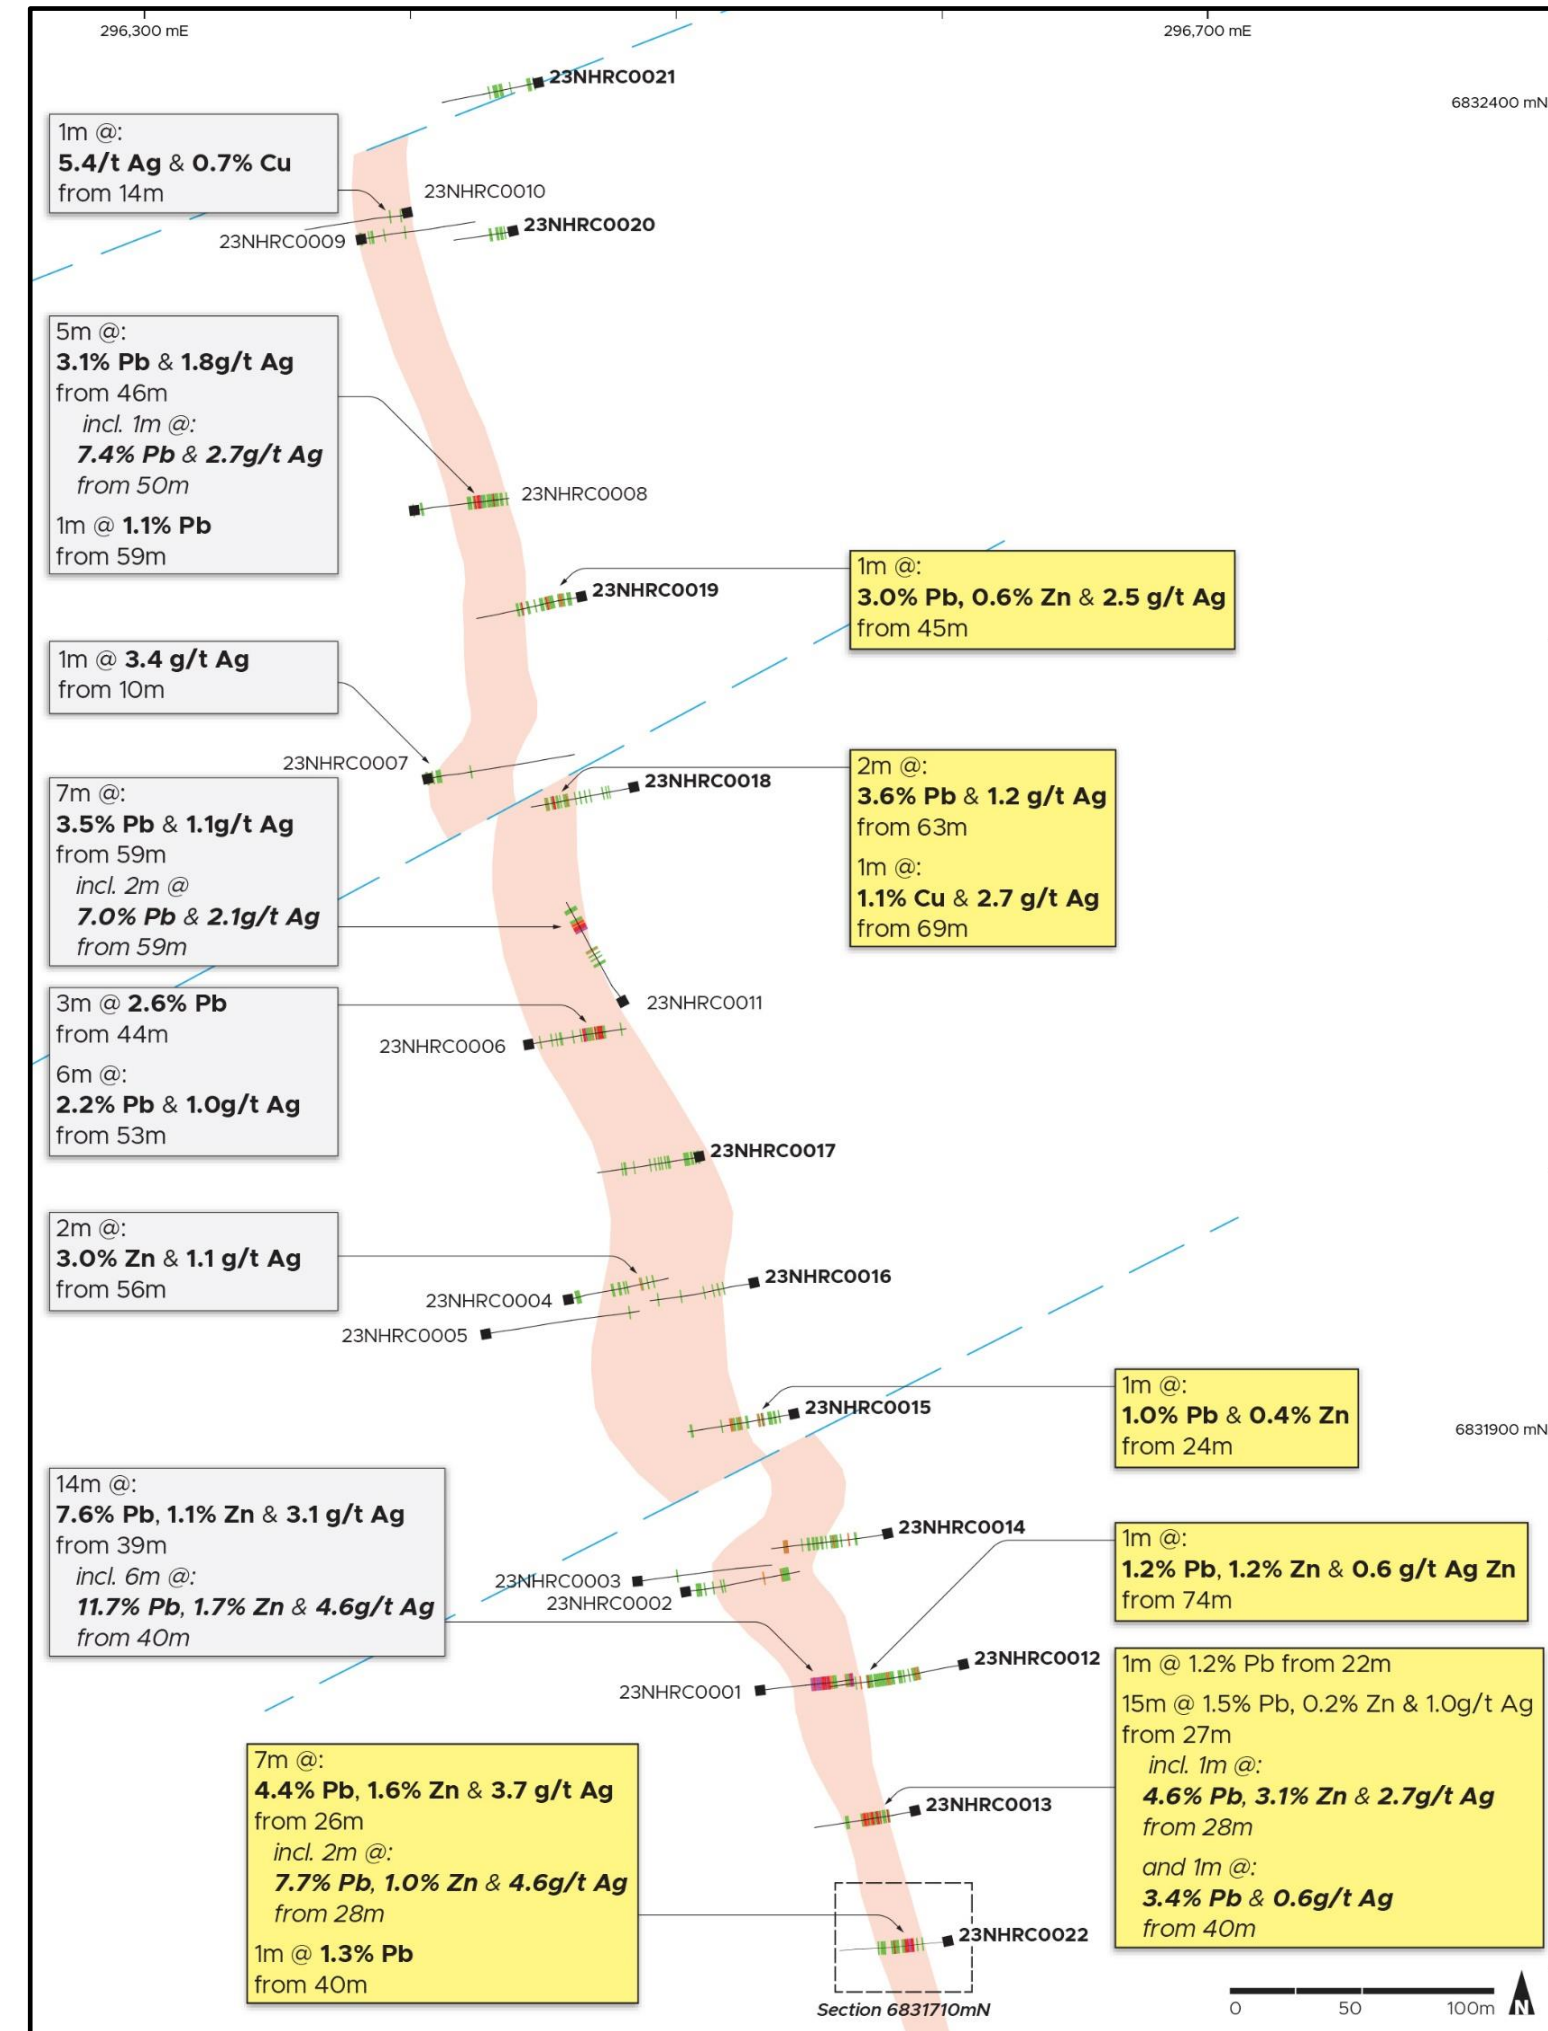 296,300 mE
296,700 mE
23NHRC0021
6832400 mN
1m @:
5.4/t Ag & 0.7% Cu
from 14m
23NHRC0010
23NHRC0009
23NHRC0020
5m @:
3.1% Pb & 1.8g/t Ag
from 46m
incl. 1m @:
7.4% Pb & 2.7g/t Ag
from 50m
1m @ 1.1% Pb
from 59m
23NHRC0008
23NHRC0019
1m @:
3.0% Pb, 0.6% Zn & 2.5 g/t Ag
from 45m
1m @ 3.4 g/t Ag
from 10m
23NHRC0007
23NHRC0018
2m @:
3.6% Pb & 1.2 g/t Ag
from 63m
1m @:
1.1% Cu & 2.7 g/t Ag
from 69m
7m @:
3.5% Pb & 1.1g/t Ag
from 59m
incl. 2m @
7.0% Pb & 2.1g/t Ag
from 59m
23NHRC0011
3m @ 2.6% Pb
from 44m
6m @:
2.2% Pb & 1.0g/t Ag
from 53m
23NHRC0006
23NHRC0017
2m @:
3.0% Zn & 1.1 g/t Ag
from 56m
23NHRC0016
23NHRC0004
23NHRC0005
1m @:
1.0% Pb & 0.4% Zn
from 24m
23NHRC0015
6831900 mN
14m @:
7.6% Pb, 1.1% Zn & 3.1 g/t Ag
from 39m
incl. 6m @:
11.7% Pb, 1.7% Zn & 4.6g/t Ag
from 40m
23NHRC0014
23NHRC0003
23NHRC0002
1m @:
1.2% Pb, 1.2% Zn & 0.6 g/t Ag Zn
from 74m
23NHRC0012
23NHRC0001
1m @ 1.2% Pb from 22m
15m @ 1.5% Pb, 0.2% Zn & 1.0g/t Ag
from 27m
incl. 1m @:
4.6% Pb, 3.1% Zn & 2.7g/t Ag
from 28m
and 1m @:
3.4% Pb & 0.6g/t Ag
from 40m
7m @:
4.4% Pb, 1.6% Zn & 3.7 g/t Ag
from 26m
incl. 2m @:
7.7% Pb, 1.0% Zn & 4.6g/t Ag
from 28m
1m @ 1.3% Pb
from 40m
23NHRC0013
23NHRC0022
Section 6831710mN
0 50 100m
N